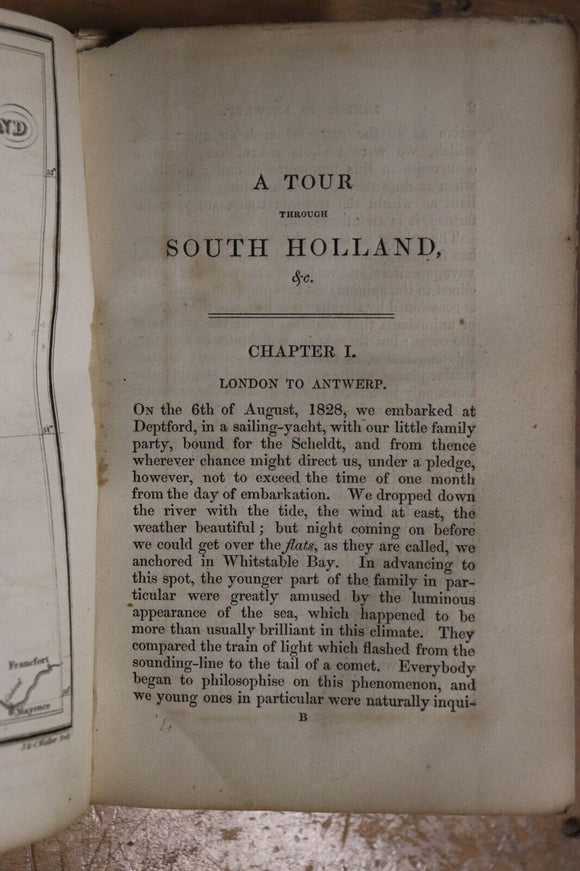 ND
52°
51°
Francfort
Mayence
50°
J. & C. Walker Sculp.
A TOUR
THROUGH
SOUTH HOLLAND,
&c.
CHAPTER I.
LONDON TO ANTWERP.
On the 6th of August, 1828, we embarked at
Deptford, in a sailing-yacht, with our little family
party, bound for the Scheldt, and from thence
wherever chance might direct us, under a pledge,
however, not to exceed the time of one month
from the day of embarkation. We dropped down
the river with the tide, the wind at east, the
weather beautiful; but night coming on before
we could get over the flats, as they are called, we
anchored in Whitstable Bay. In advancing to
this spot, the younger part of the family in par-
ticular were greatly amused by the luminous
appearance of the sea, which happened to be
more than usually brilliant in this climate. They
compared the train of light which flashed from the
sounding-line to the tail of a comet. Everybody
began to philosophise on this phenomenon, and
we young ones in particular were naturally inqui-
B